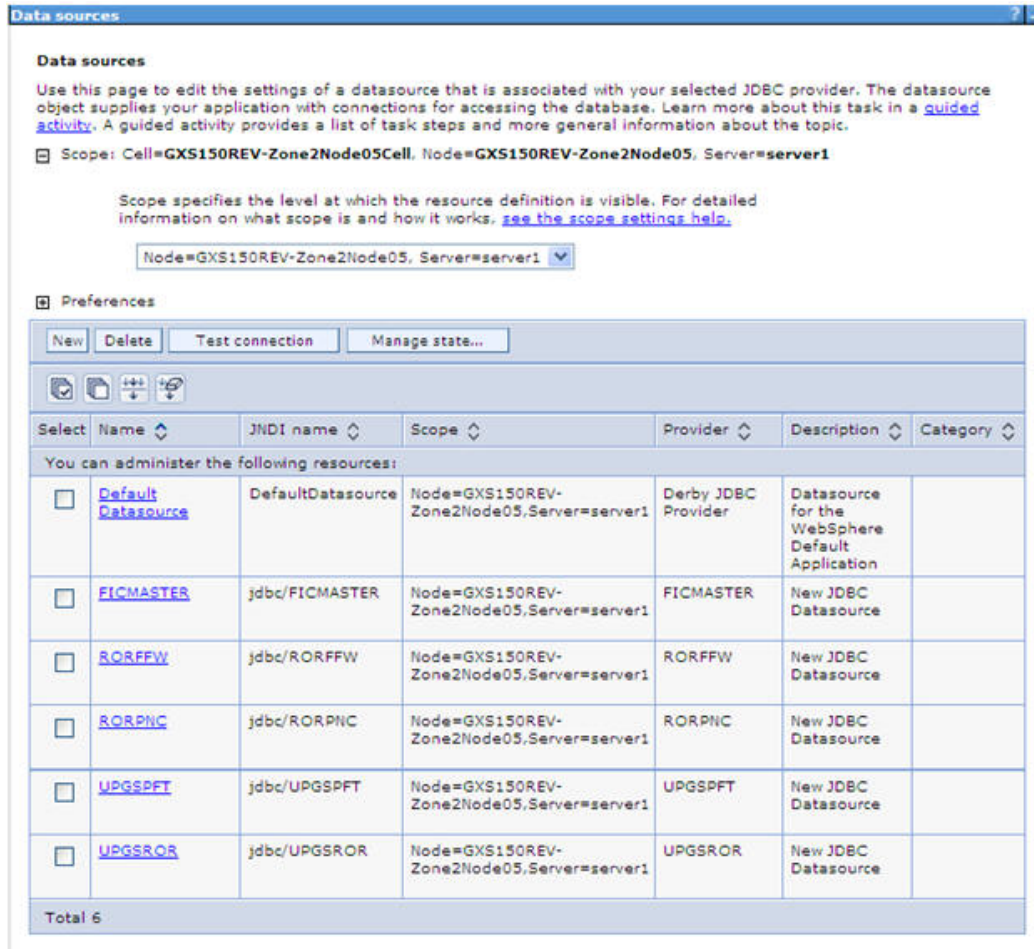 Data sources
?
Data sources
Use this page to edit the settings of a datasource that is associated with your selected JDBC provider. The datasource
object supplies your application with connections for accessing the database. Learn more about this task in a guided
activity. A guided activity provides a list of task steps and more general information about the topic.
Scope: Cell=GXS150REV-Zone2Node05Cell, Node=GXS150REV-Zone2Node05, Server=server1
Scope specifies the level at which the resource definition is visible. For detailed
information on what scope is and how it works, see the scope settings help.
Node=GXS150REV-Zone2Node05, Server=server1
Preferences
New Delete Test connection Manage state...
Select Name JNDI name Scope Provider Description Category
You can administer the following resources:
Default DefaultDatasource Node=GXS150REV- Derby JDBC Datasource
Datasource Zone2Node05,Server=server1 Provider for the
WebSphere
Default
Application
FICMASTER jdbc/FICMASTER Node=GXS150REV- FICMASTER New JDBC
Zone2Node05,Server=server1 Datasource
RORFFW jdbc/RORFFW Node=GXS150REV- RORFFW New JDBC
Zone2Node05,Server=server1 Datasource
RORPNC jdbc/RORPNC Node=GXS150REV- RORPNC New JDBC
Zone2Node05,Server=server1 Datasource
UPGSPFT jdbc/UPGSPFT Node=GXS150REV- UPGSPFT New JDBC
Zone2Node05,Server=server1 Datasource
UPGSROR jdbc/UPGSROR Node=GXS150REV- UPGSROR New JDBC
Zone2Node05,Server=server1 Datasource
Total 6